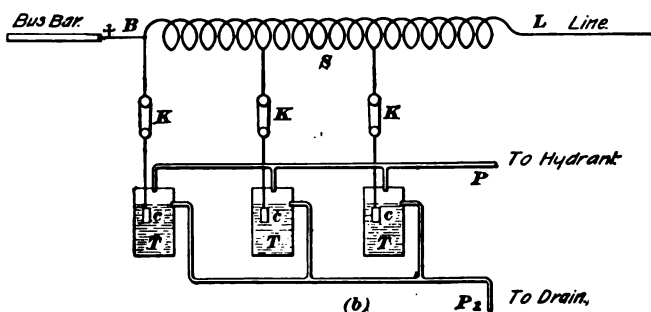 Bus Bar.
+ B
L Line.
S
K K K
To Hydrant
P
c c c
T T T
(b)
P2 To Drain,